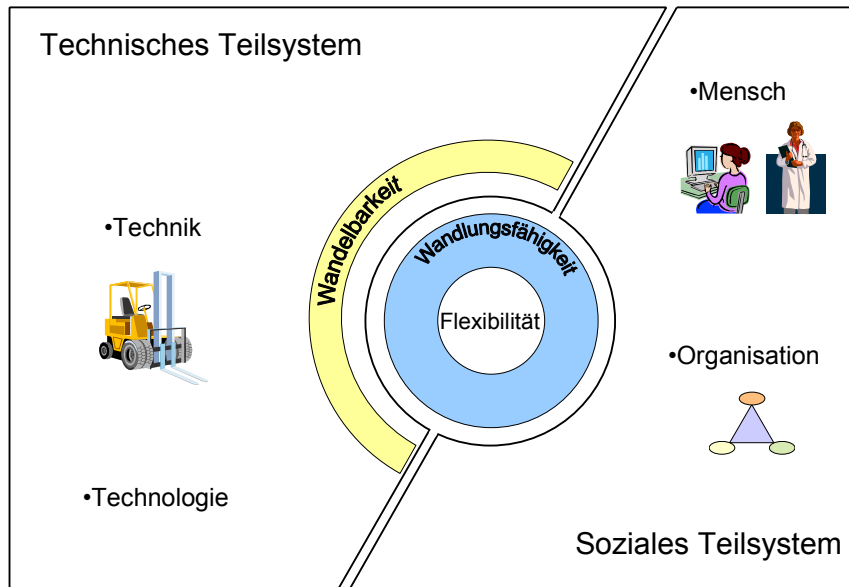 Technisches Teilsystem
•Mensch
•Technik
Wandelbarkeit
Wandlungsfähigkeit
Flexibilität
•Organisation
•Technologie
Soziales Teilsystem